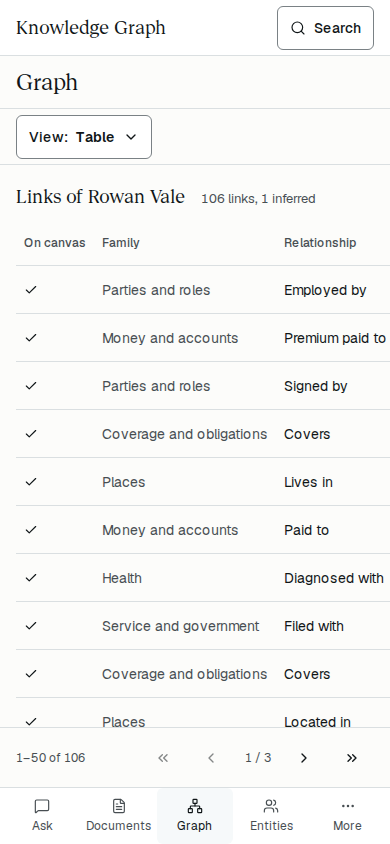 Knowledge Graph
Search
Graph
View: Table
Links of Rowan Vale 106 links, 1 inferred
On canvas Family Relationship
Parties and roles Employed by
Money and accounts Premium paid to
Parties and roles Signed by
Coverage and obligations Covers
Places Lives in
Money and accounts Paid to
Health Diagnosed with
Service and government Filed with
Coverage and obligations Covers
Places Located in
1–50 of 106 1 / 3
Ask Documents Graph Entities More